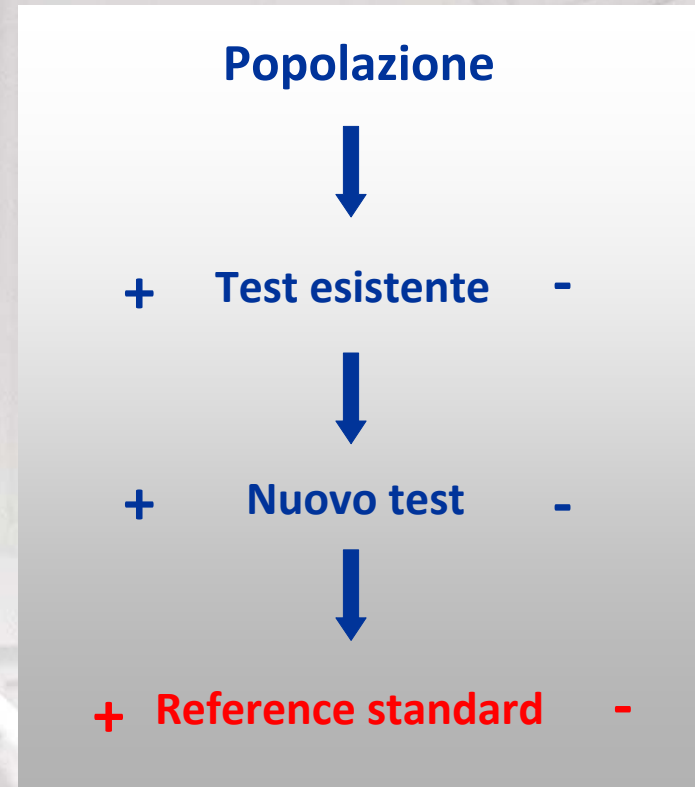 Popolazione
+ Test esistente -
+ Nuovo test -
+ Reference standard -